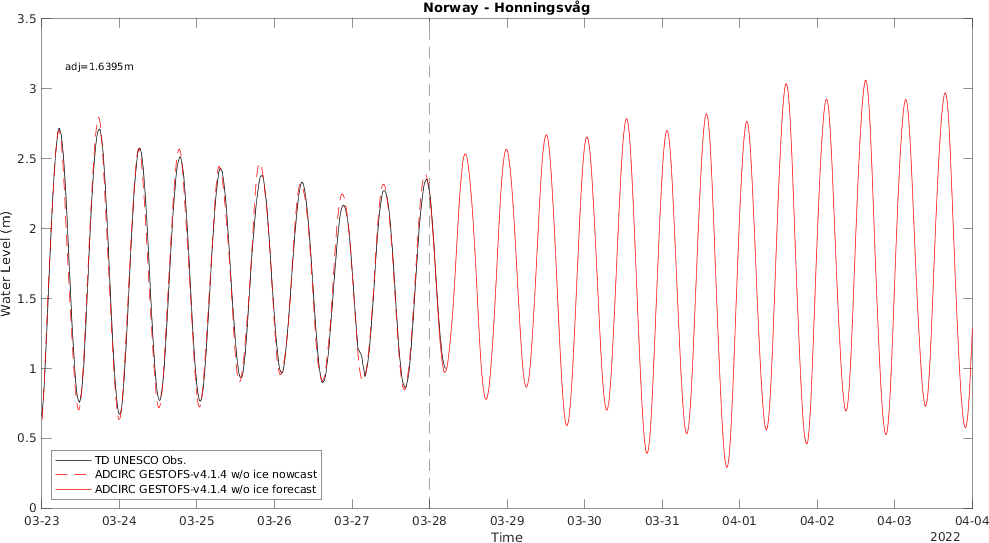 Norway - Honningsvåg
adj=1.6395m
3.5
3
2.5
2
1.5
1
0.5
0
Water Level (m)
TD UNESCO Obs.
ADCIRC GESTOFS-v4.1.4 w/o ice nowcast
ADCIRC GESTOFS-v4.1.4 w/o ice forecast
03-23 03-24 03-25 03-26 03-27 03-28 03-29 03-30 03-31 04-01 04-02 04-03 04-04
Time
2022